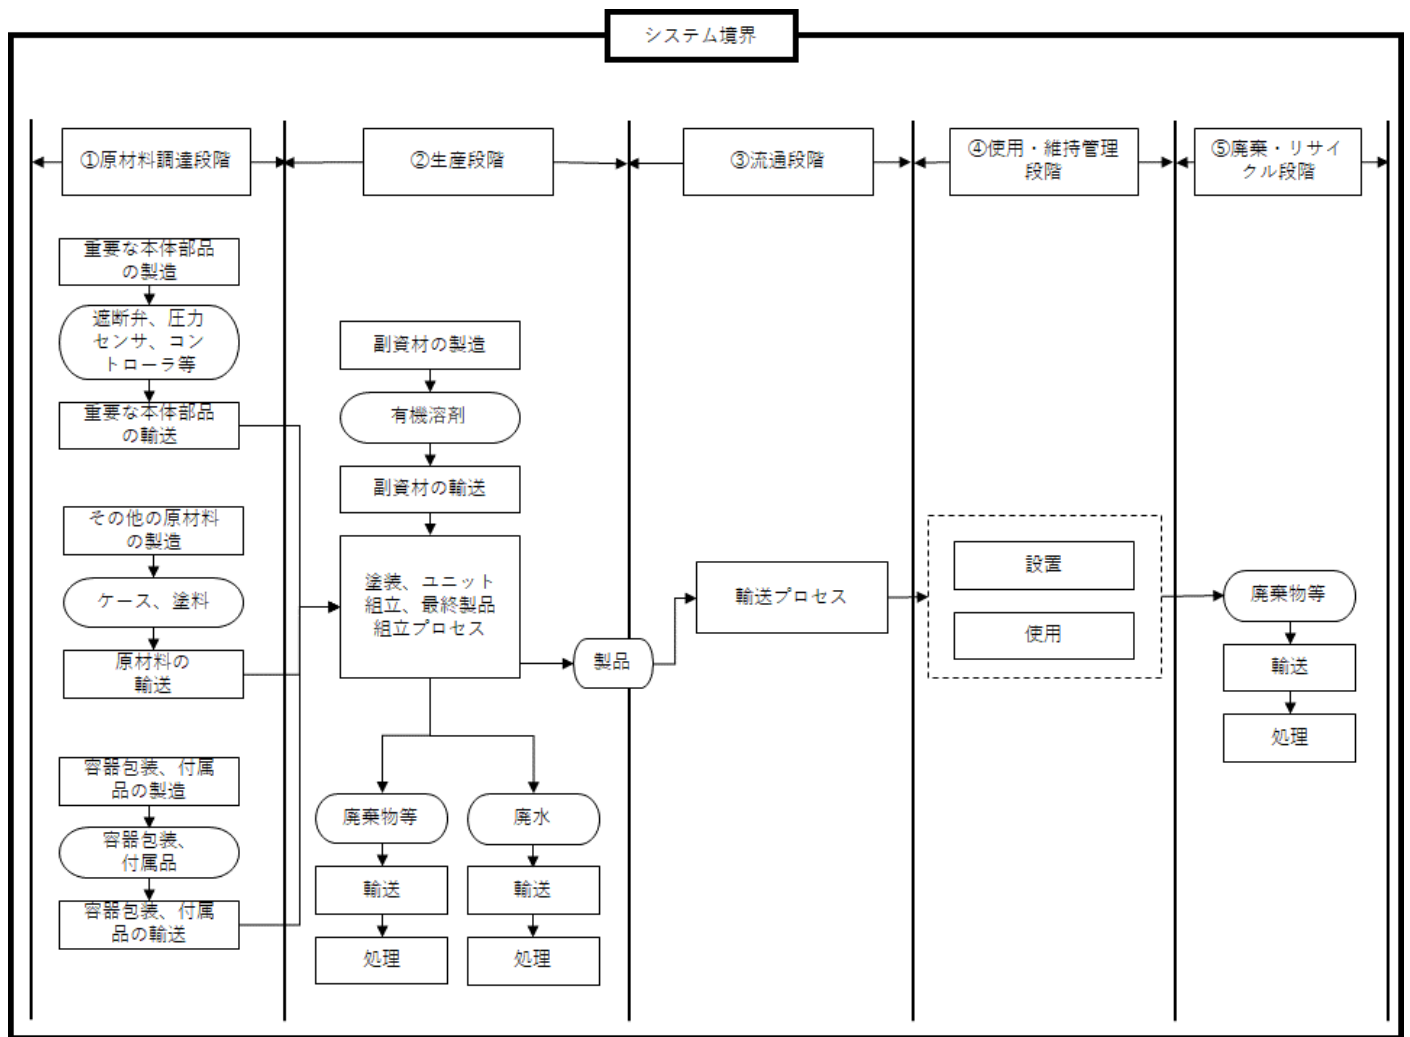 システム境界
①原材料調達段階
②生産段階
③流通段階
④使用・維持管理
段階
⑤廃棄・リサイ
クル段階
重要な本体部品
の製造
遮断弁、圧力
センサ、コン
トローラ等
重要な本体部品
の輸送
その他の原材料
の製造
ケース、塗料
原材料の
輸送
容器包装、付属
品の製造
容器包装、
付属品
容器包装、付属
品の輸送
副資材の製造
有機溶剤
副資材の輸送
塗装、ユニット
組立、最終製品
組立プロセス
製品
廃棄物等
輸送
処理
廃水
輸送
処理
輸送プロセス
設置
使用
廃棄物等
輸送
処理